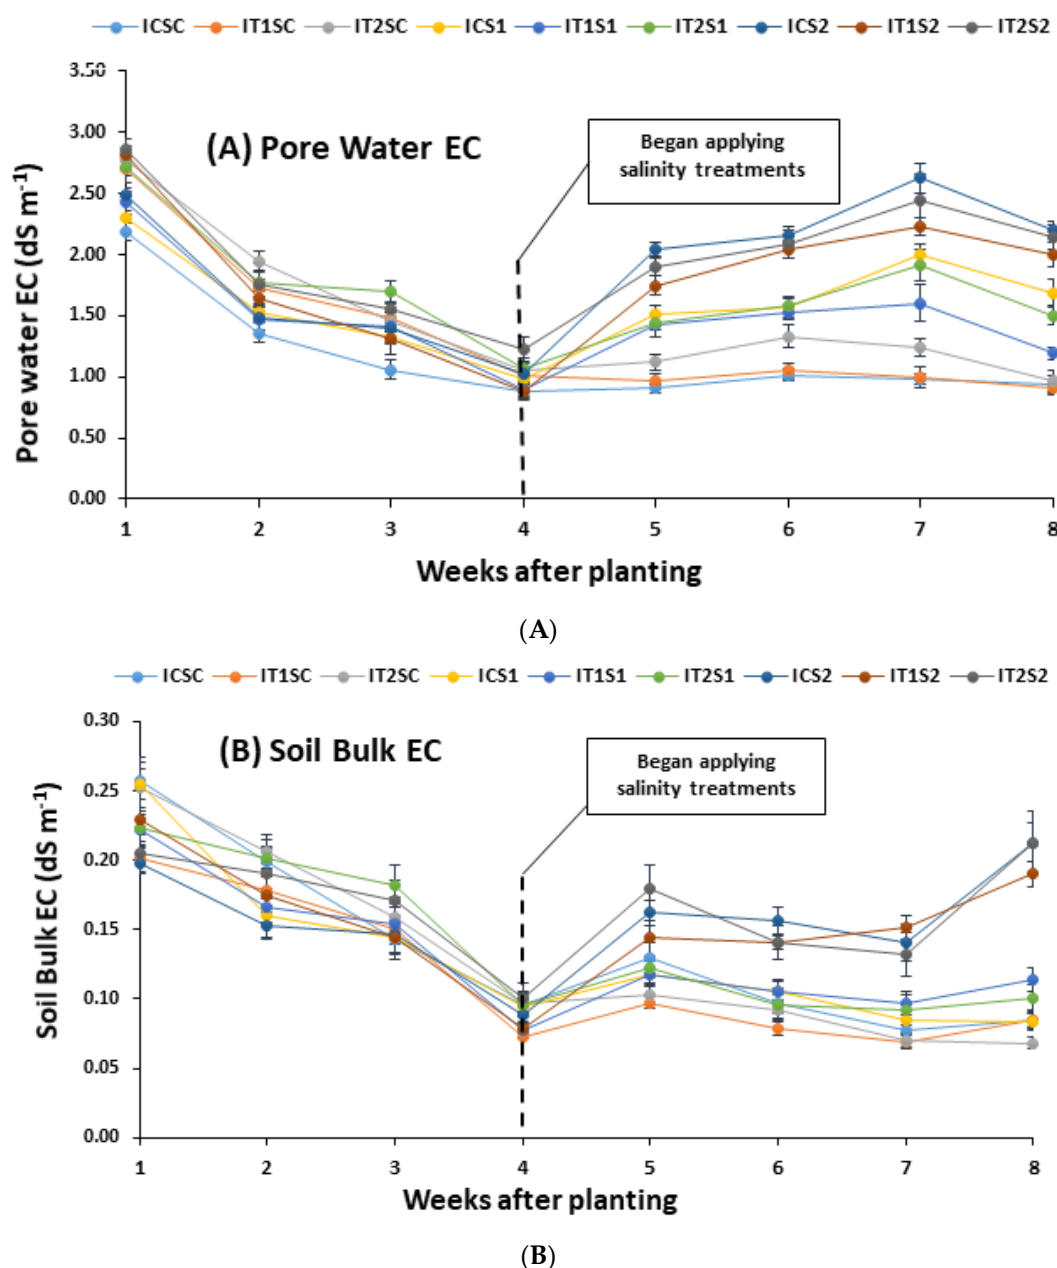 ICSC IT1SC IT2SC ICS1 IT1S1 IT2S1 ICS2 IT1S2 IT2S2
3.50
(A) Pore Water EC
Began applying
salinity treatments
3.00
2.50
2.00
1.50
1.00
0.50
0.00
Pore water EC (dS m-1)
1 2 3 4 5 6 7 8
Weeks after planting
(A)
ICSC IT1SC IT2SC ICS1 IT1S1 IT2S1 ICS2 IT1S2 IT2S2
0.30
(B) Soil Bulk EC
Began applying
salinity treatments
0.25
0.20
0.15
0.10
0.05
0.00
Soil Bulk EC (dS m-1)
1 2 3 4 5 6 7 8
Weeks after planting
(B)